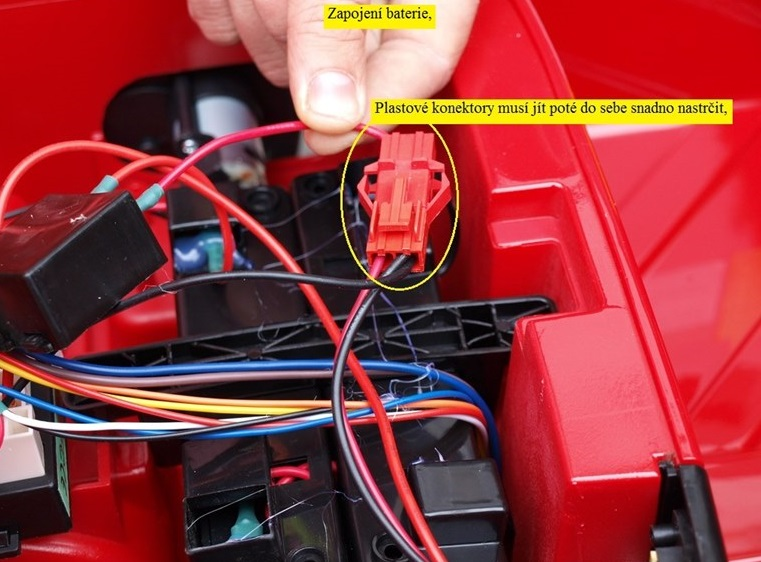 Zapojení baterie,
Plastové konektory musí jít poté do sebe snadno nastrčit,